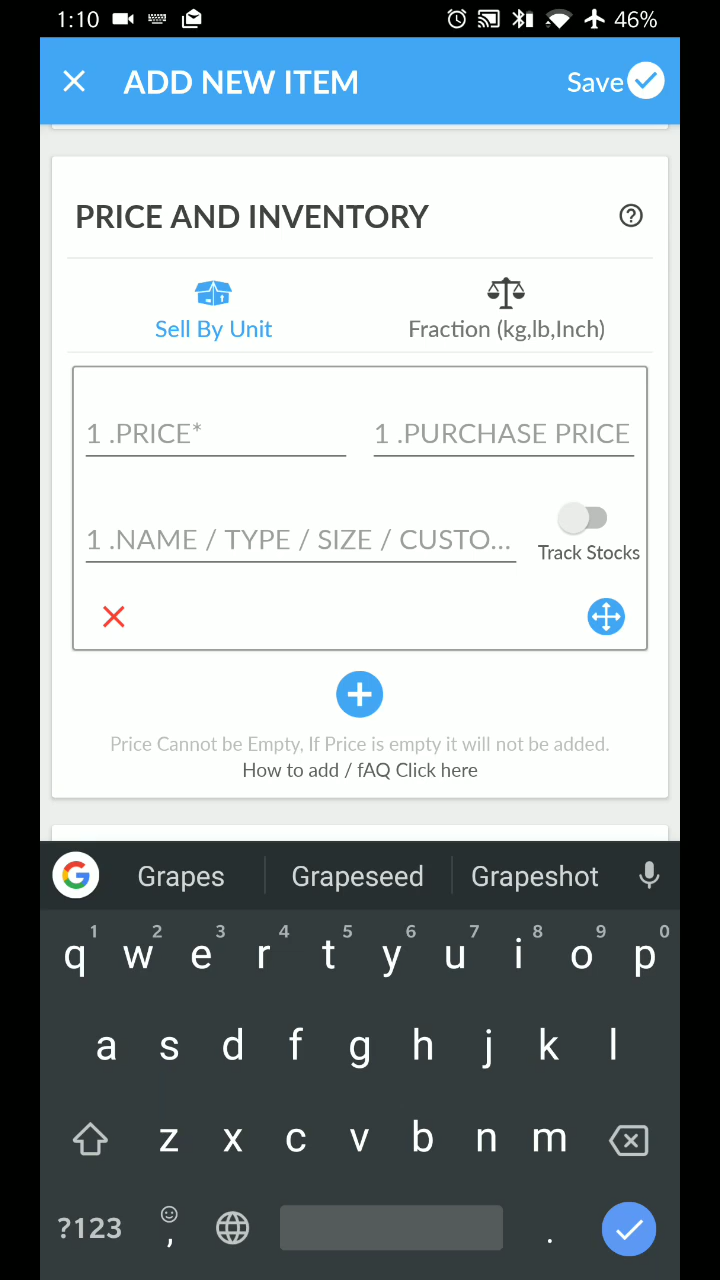 1:10 46%
ADD NEW ITEM Save
PRICE AND INVENTORY
Sell By Unit Fraction (kg,lb,Inch)
1 .PRICE* 1 .PURCHASE PRICE
1 .NAME / TYPE / SIZE / CUSTO...
Track Stocks
Price Cannot be Empty, If Price is empty it will not be added.
How to add / fAQ Click here
G Grapes Grapeseed Grapeshot
1 2 3 4 5 6 7 8 9 0
q w e r t y u i o p
a s d f g h j k l
z x c v b n m
?123 , .